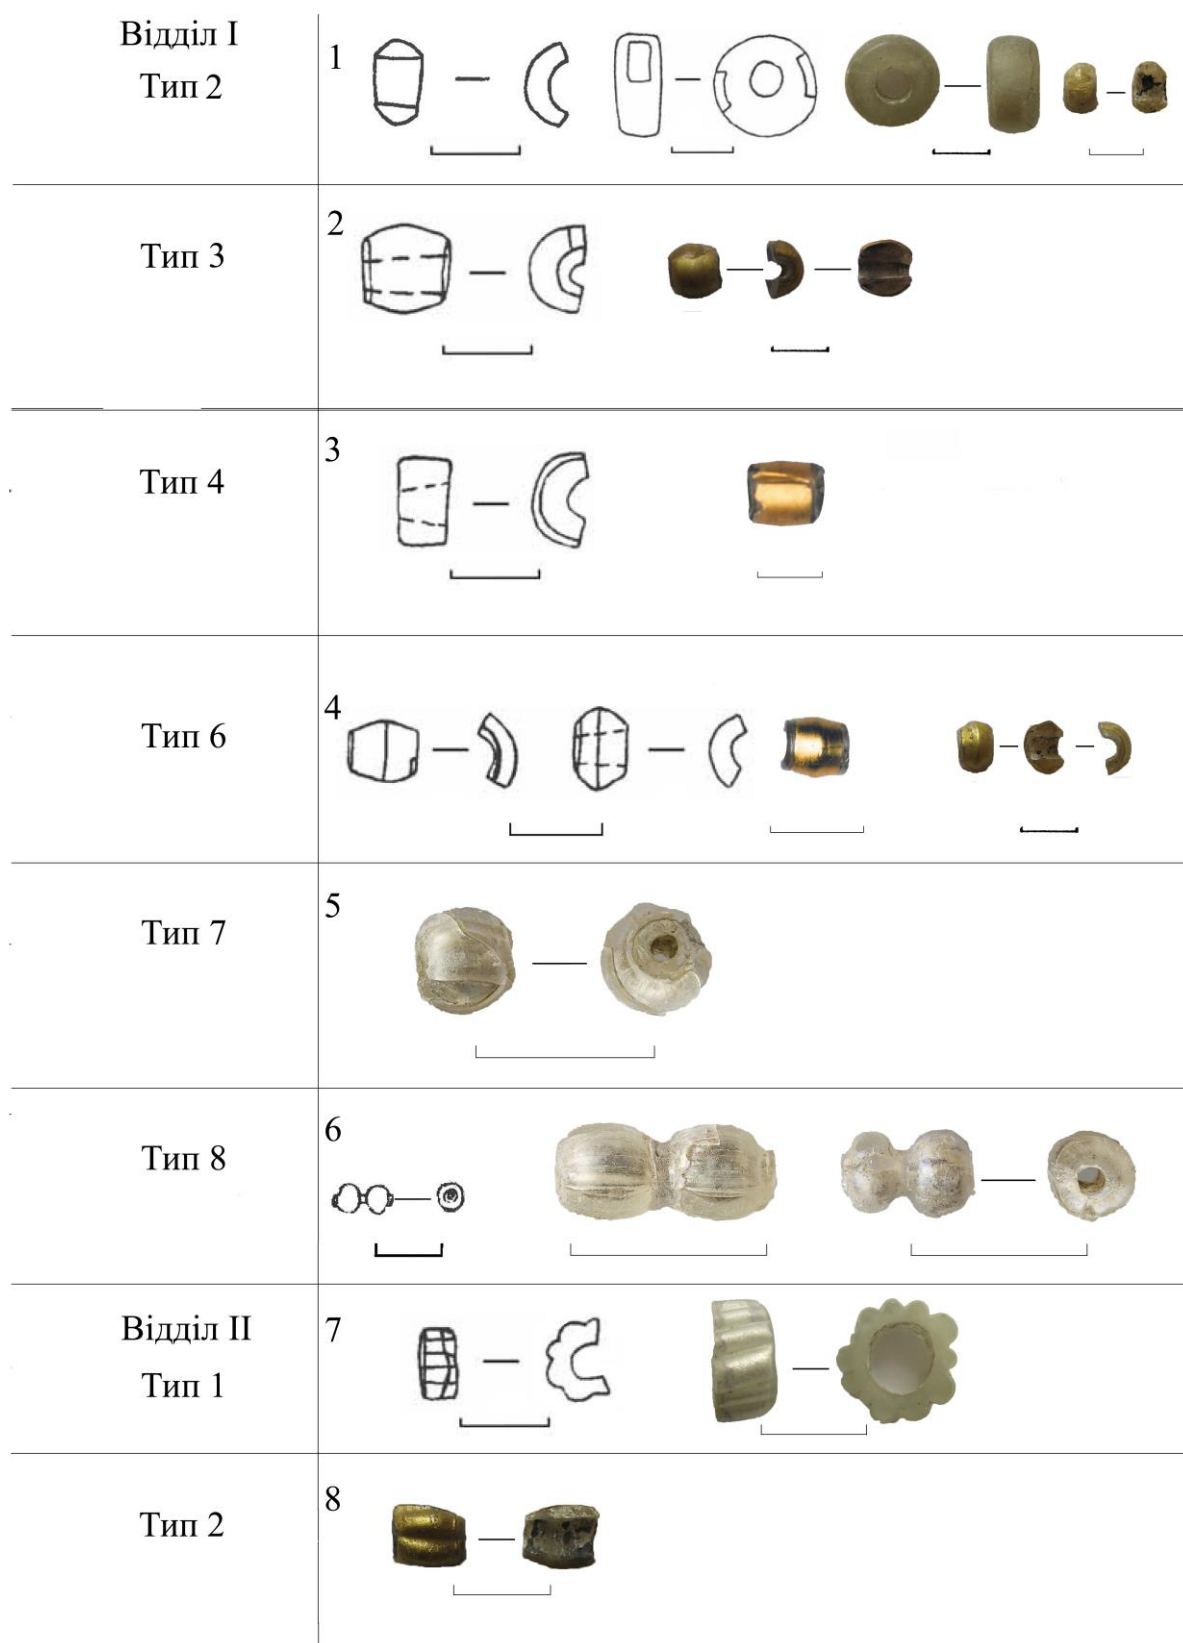 Відділ I
Тип 2
1
Тип 3
2
Тип 4
3
Тип 6
4
Тип 7
5
Тип 8
6
Відділ II
Тип 1
7
Тип 2
8